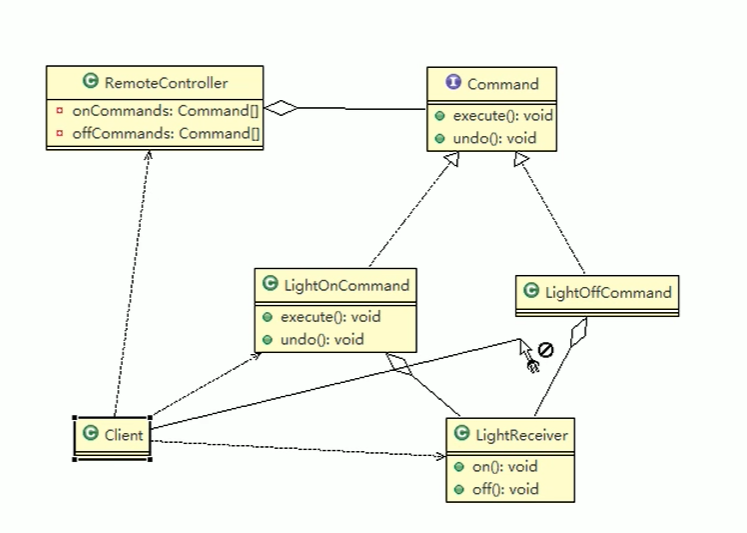 RemoteController
onCommands: Command[]
offCommands: Command[]
Command
execute(): void
undo(): void
LightOnCommand
execute(): void
undo(): void
LightOffCommand
Client
LightReceiver
on(): void
off(): void